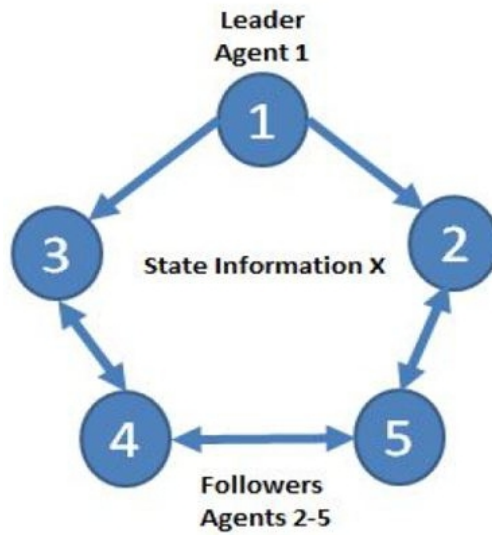 Leader
Agent 1
1
3
State Information X
2
4
5
Followers
Agents 2-5